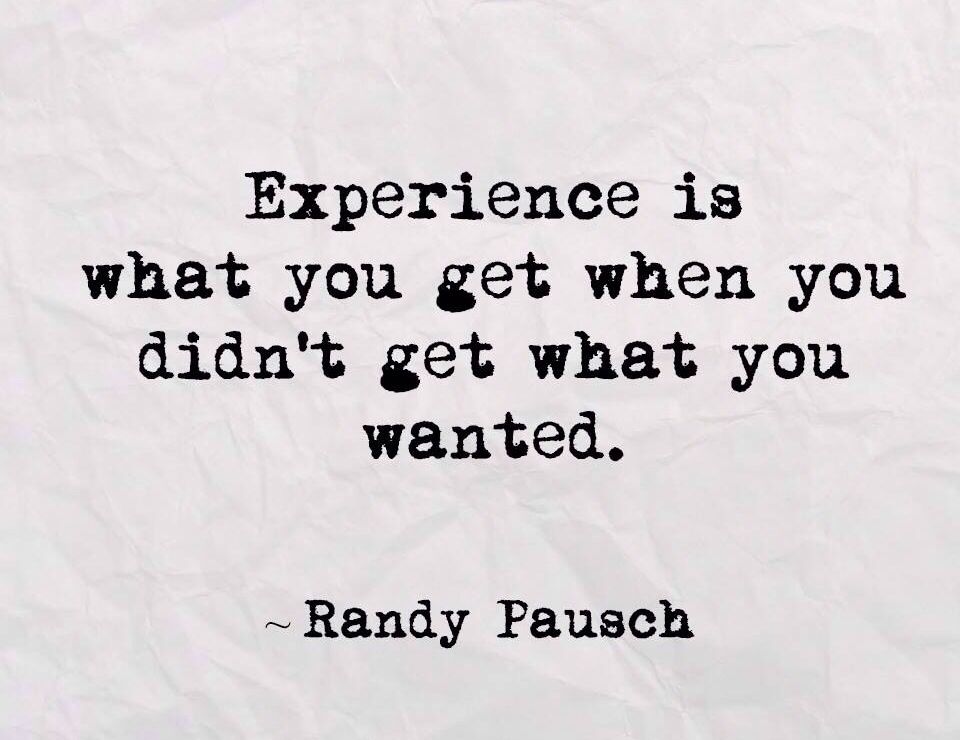 Experience is
what you get when you
didn't get what you
wanted.
~ Randy Pausch